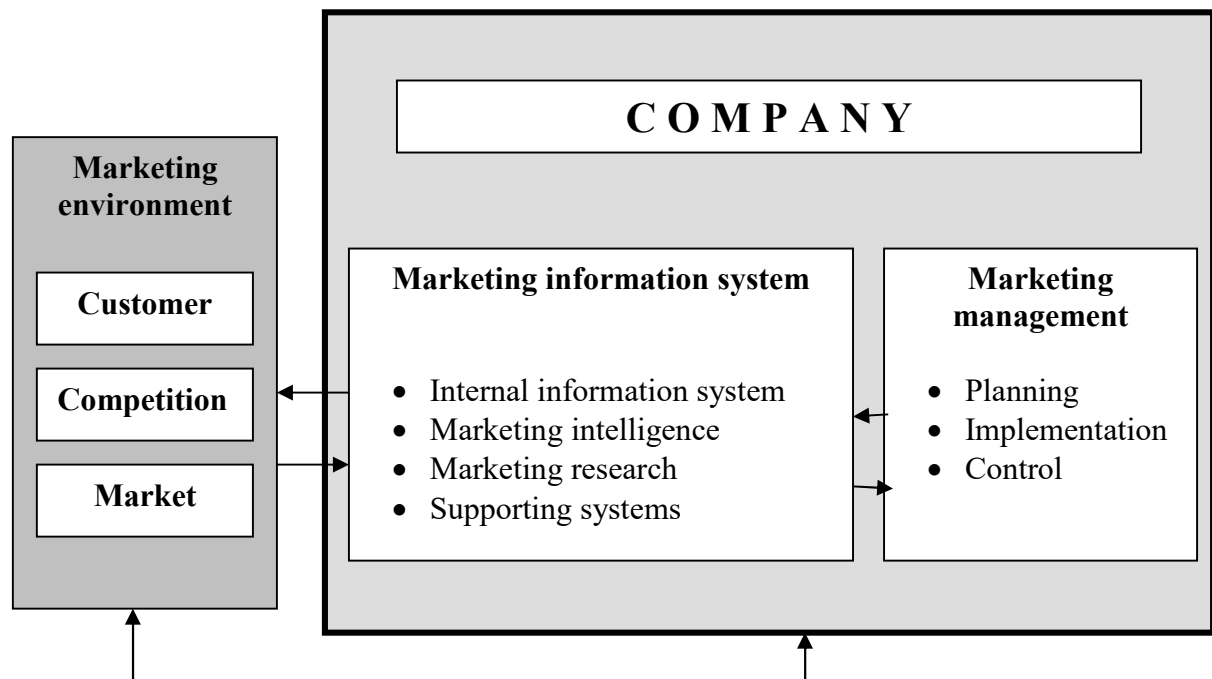 C O M P A N Y
Marketing
environment
Customer
Competition
Market
Marketing information system
• Internal information system
• Marketing intelligence
• Marketing research
• Supporting systems
Marketing
management
• Planning
• Implementation
• Control